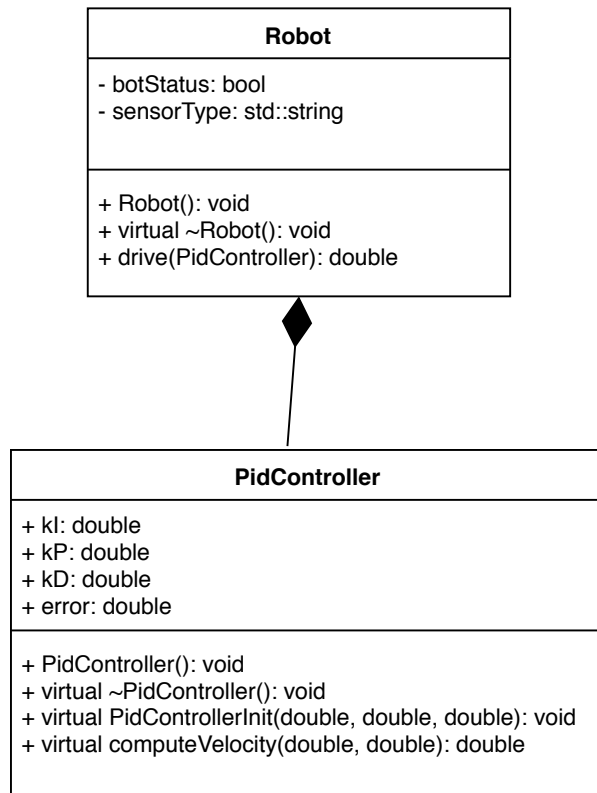 Robot
- botStatus: bool
- sensorType: std::string
+ Robot(): void
+ virtual ~Robot(): void
+ drive(PidController): double
PidController
+ kI: double
+ kP: double
+ kD: double
+ error: double
+ PidController(): void
+ virtual ~PidController(): void
+ virtual PidControllerInit(double, double, double): void
+ virtual computeVelocity(double, double): double